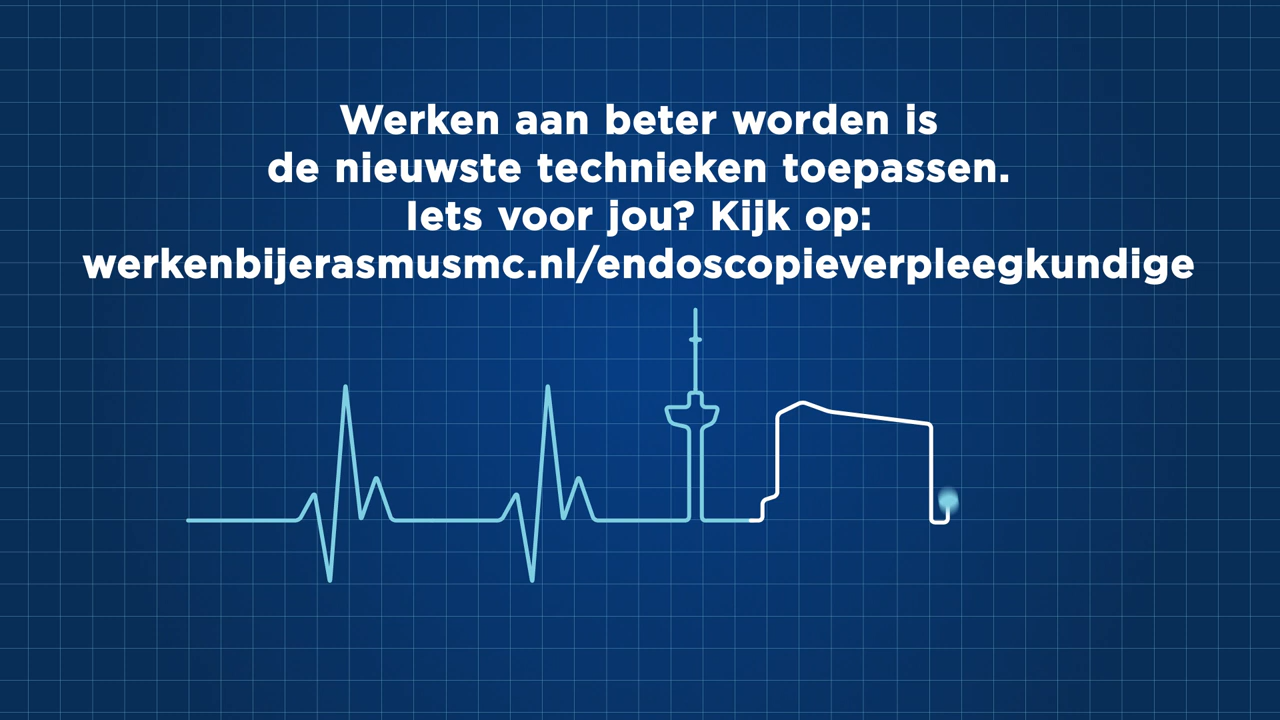 Werken aan beter worden is
de nieuwste technieken toepassen.
Iets voor jou? Kijk op:
werkenbijerasmusmc.nl/endoscopieverpleegkundige